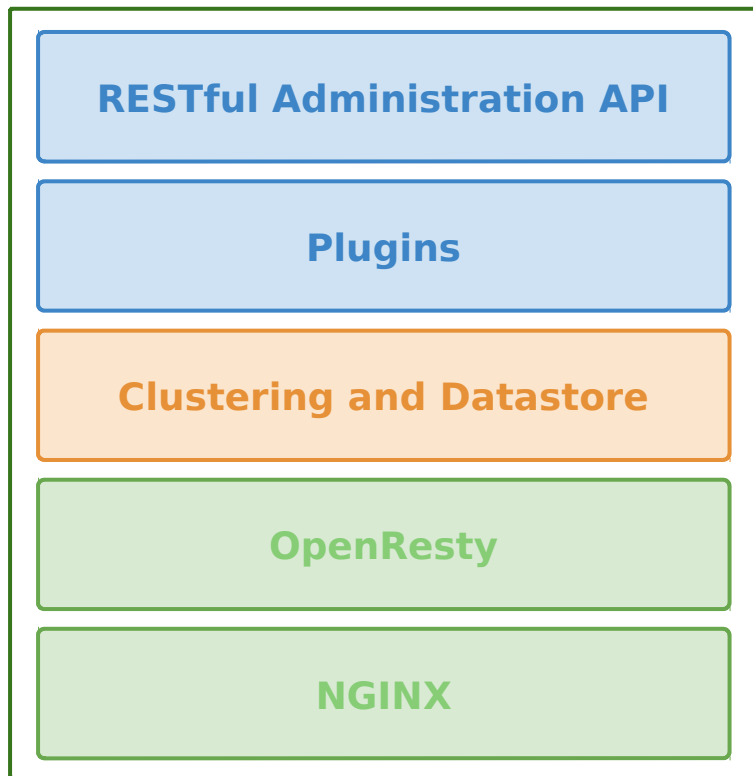 RESTful Administration API
Plugins
Clustering and Datastore
OpenResty
NGINX